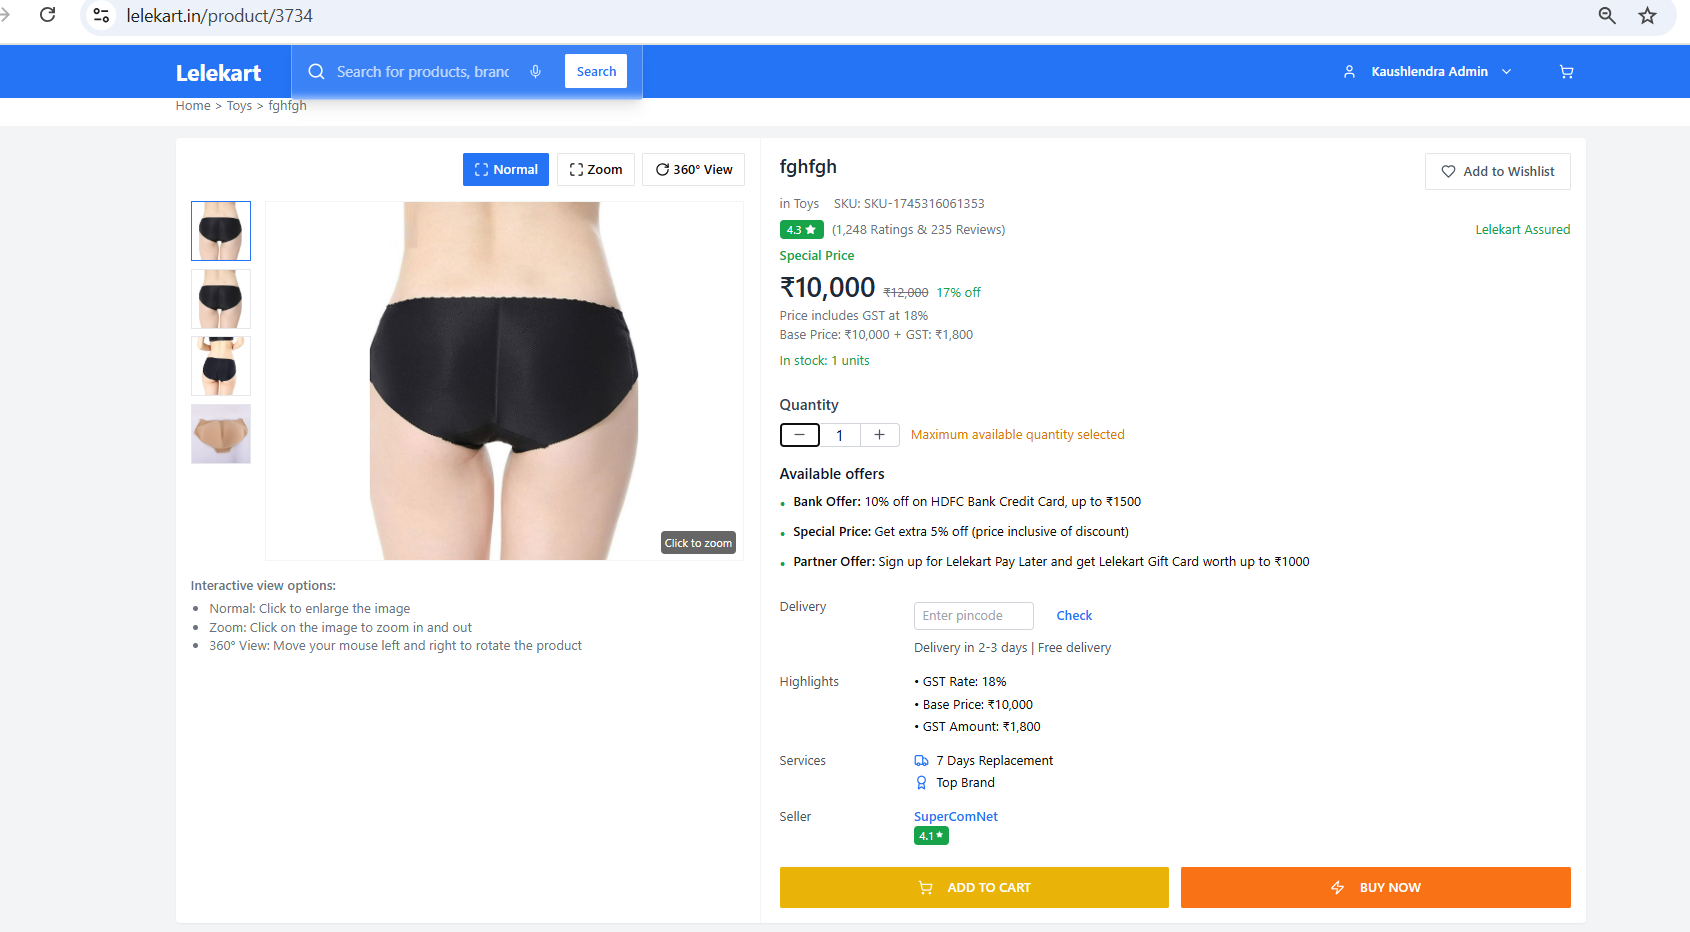 lelekart.in/product/3734
Lelekart
Search for products, branc
Search
Kaushlendra Admin
Home > Toys > fghfgh
Normal
Zoom
360° View
Click to zoom
Interactive view options:
• Normal: Click to enlarge the image
• Zoom: Click on the image to zoom in and out
• 360° View: Move your mouse left and right to rotate the product
fghfgh
Add to Wishlist
in Toys SKU: SKU-1745316061353
4.3 ★ (1,248 Ratings & 235 Reviews)
Lelekart Assured
Special Price
₹10,000 ₹12,000 17% off
Price includes GST at 18%
Base Price: ₹10,000 + GST: ₹1,800
In stock: 1 units
Quantity
− 1 + Maximum available quantity selected
Available offers
• Bank Offer: 10% off on HDFC Bank Credit Card, up to ₹1500
• Special Price: Get extra 5% off (price inclusive of discount)
• Partner Offer: Sign up for Lelekart Pay Later and get Lelekart Gift Card worth up to ₹1000
Delivery
Enter pincode Check
Delivery in 2-3 days | Free delivery
Highlights
• GST Rate: 18%
• Base Price: ₹10,000
• GST Amount: ₹1,800
Services
7 Days Replacement
Top Brand
Seller
SuperComNet
4.1 ★
ADD TO CART
BUY NOW